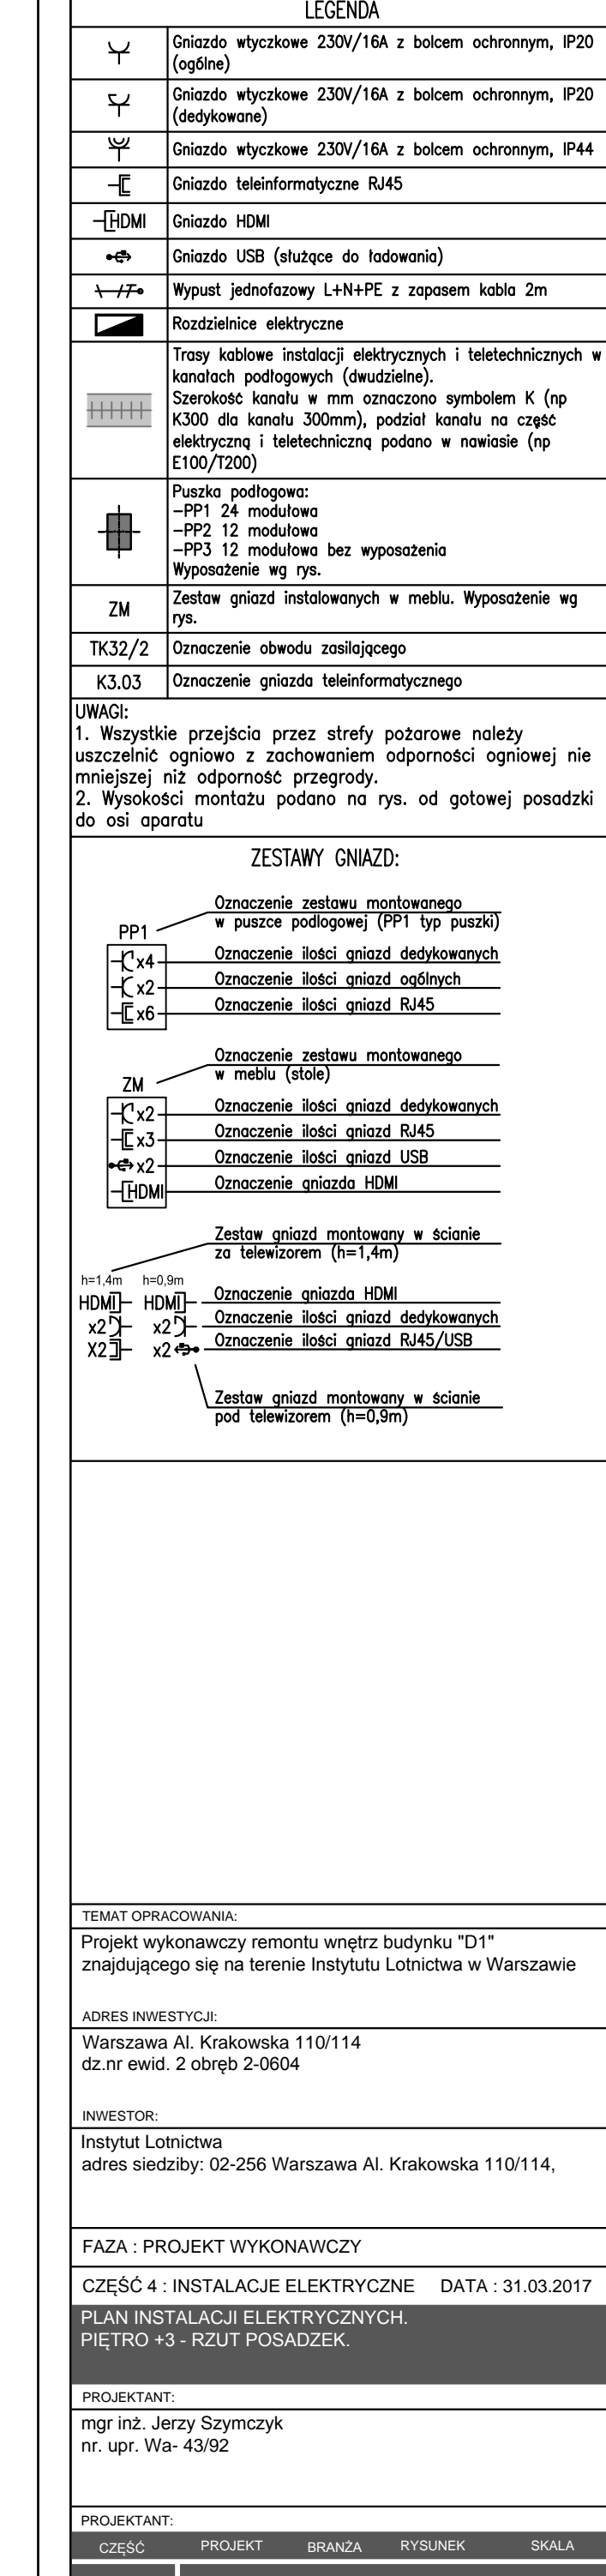 LEGENDA
Gniazdo wtyczkowe 230V/16A z bolcem ochronnym, IP20
(ogólne)
Gniazdo wtyczkowe 230V/16A z bolcem ochronnym, IP20
(dedykowane)
Gniazdo wtyczkowe 230V/16A z bolcem ochronnym, IP44
Gniazdo teleinformatyczne RJ45
HDMI Gniazdo HDMI
Gniazdo USB (służące do ładowania)
Wypust jednofazowy L+N+PE z zapasem kabla 2m
Rozdzielnice elektryczne
Trasy kablowe instalacji elektrycznych i teletechnicznych w
kanałach podłogowych (dwudzielne).
Szerokość kanału w mm oznaczono symbolem K (np
K300 dla kanału 300mm), podział kanału na część
elektryczną i teletechniczną podano w nawiasie (np
E100/T200)
Puszka podłogowa:
-PP1 24 modułowa
-PP2 12 modułowa
-PP3 12 modułowa bez wyposażenia
Wyposażenie wg rys.
ZM Zestaw gniazd instalowanych w meblu. Wyposażenie wg
rys.
TK32/2 Oznaczenie obwodu zasilającego
K3.03 Oznaczenie gniazda teleinformatycznego
UWAGI:
1. Wszystkie przejścia przez strefy pożarowe należy
uszczelnić ogniowo z zachowaniem odporności ogniowej nie
mniejszej niż odporność przegrody.
2. Wysokości montażu podano na rys. od gotowej posadzki
do osi aparatu
ZESTAWY GNIAZD:
Oznaczenie zestawu montowanego
w puszce podlogowej (PP1 typ puszki)
PP1
x4 Oznaczenie ilości gniazd dedykowanych
x2 Oznaczenie ilości gniazd ogólnych
x6 Oznaczenie ilości gniazd RJ45
Oznaczenie zestawu montowanego
w meblu (stole)
ZM
x2 Oznaczenie ilości gniazd dedykowanych
x3 Oznaczenie ilości gniazd RJ45
x2 Oznaczenie ilości gniazd USB
HDMI Oznaczenie gniazda HDMI
Zestaw gniazd montowany w ścianie
za telewizorem (h=1,4m)
h=1,4m h=0,9m
HDMI HDMI Oznaczenie gniazda HDMI
x2 x2 Oznaczenie ilości gniazd dedykowanych
X2 x2 Oznaczenie ilości gniazd RJ45/USB
Zestaw gniazd montowany w ścianie
pod telewizorem (h=0,9m)
TEMAT OPRACOWANIA:
Projekt wykonawczy remontu wnętrz budynku "D1"
znajdującego się na terenie Instytutu Lotnictwa w Warszawie
ADRES INWESTYCJI:
Warszawa Al. Krakowska 110/114
dz.nr ewid. 2 obręb 2-0604
INWESTOR:
Instytut Lotnictwa
adres siedziby: 02-256 Warszawa Al. Krakowska 110/114,
FAZA : PROJEKT WYKONAWCZY
CZĘŚĆ 4 : INSTALACJE ELEKTRYCZNE DATA : 31.03.2017
PLAN INSTALACJI ELEKTRYCZNYCH.
PIĘTRO +3 - RZUT POSADZEK.
PROJEKTANT:
mgr inż. Jerzy Szymczyk
nr. upr. Wa- 43/92
PROJEKTANT:
CZĘŚĆ PROJEKT BRANŻA RYSUNEK SKALA